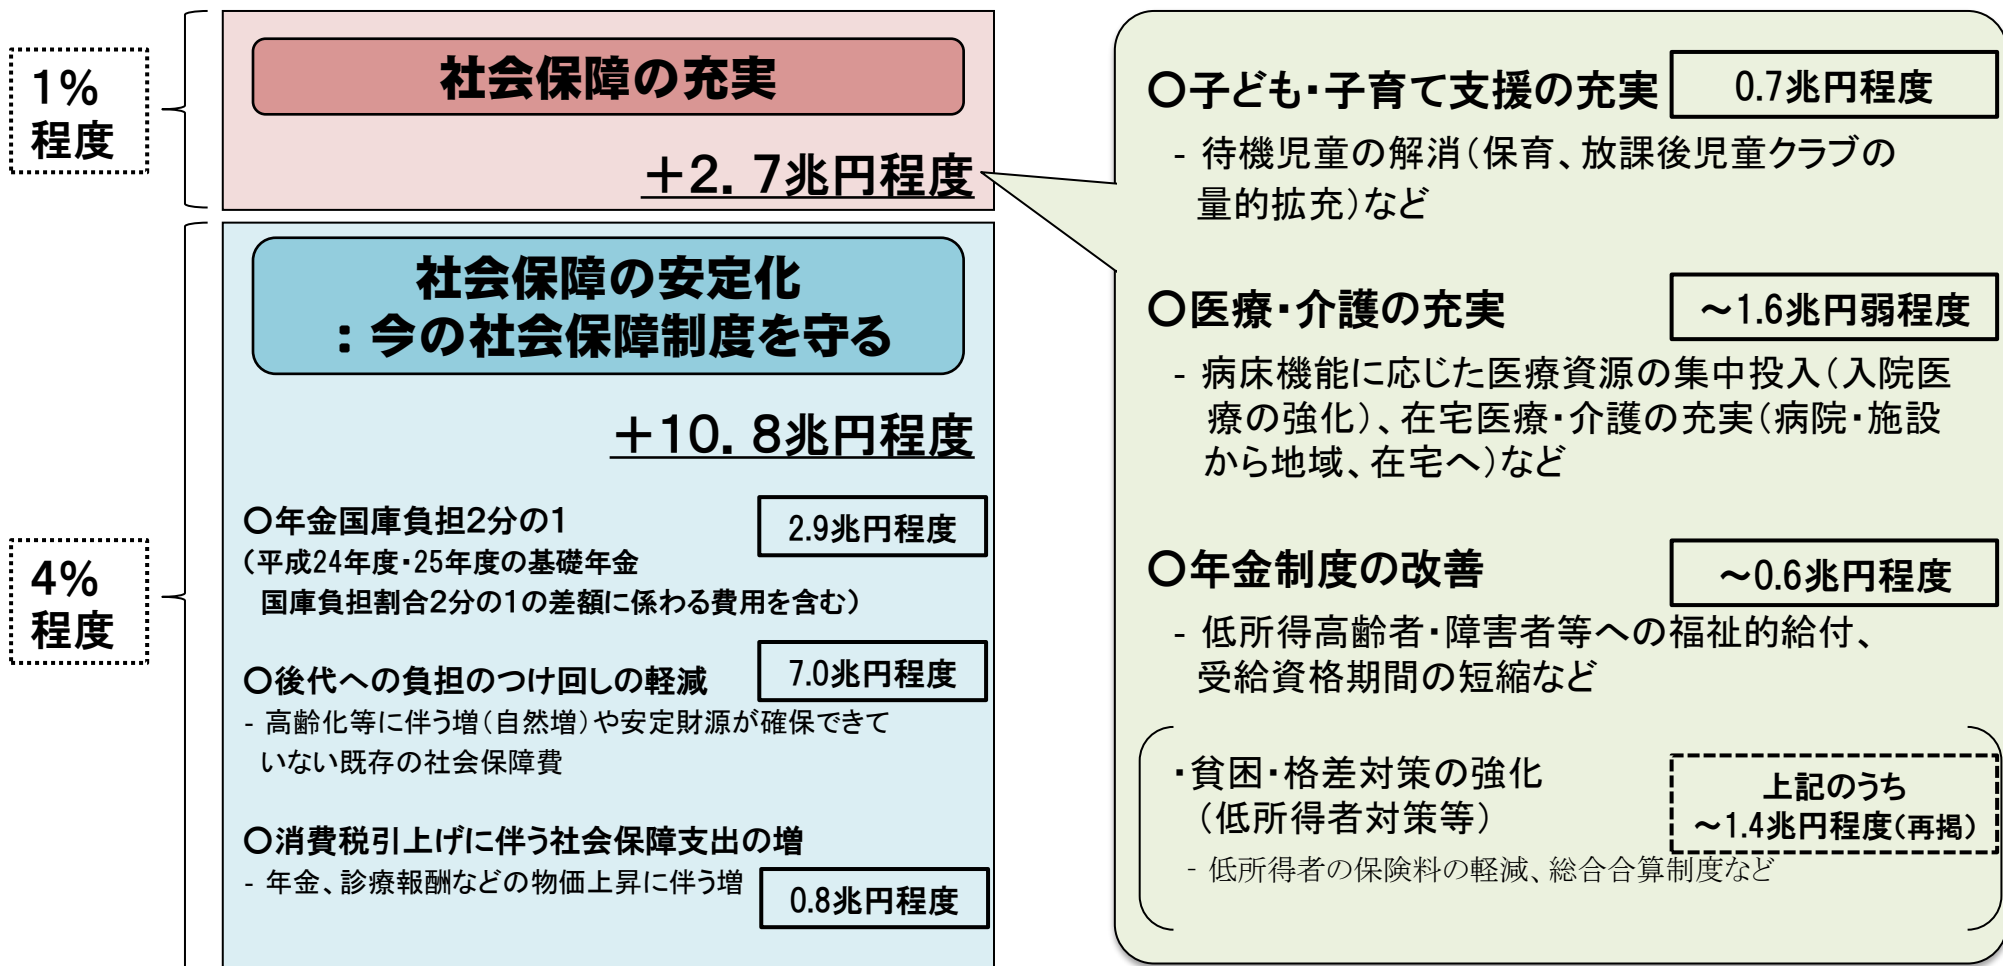 1%
程度
社会保障の充実
+2.7兆円程度
4%
程度
社会保障の安定化
:今の社会保障制度を守る
+10.8兆円程度
○年金国庫負担2分の1
2.9兆円程度
(平成24年度・25年度の基礎年金
国庫負担割合2分の1の差額に係わる費用を含む)
○後代への負担のつけ回しの軽減
7.0兆円程度
- 高齢化等に伴う増(自然増)や安定財源が確保できて
いない既存の社会保障費
○消費税引上げに伴う社会保障支出の増
- 年金、診療報酬などの物価上昇に伴う増
0.8兆円程度
○子ども・子育て支援の充実
0.7兆円程度
- 待機児童の解消(保育、放課後児童クラブの
量的拡充)など
○医療・介護の充実
～1.6兆円弱程度
- 病床機能に応じた医療資源の集中投入(入院医
療の強化)、在宅医療・介護の充実(病院・施設
から地域、在宅へ)など
○年金制度の改善
～0.6兆円程度
- 低所得高齢者・障害者等への福祉的給付、
受給資格期間の短縮など
・貧困・格差対策の強化
(低所得者対策等)
上記のうち
～1.4兆円程度(再掲)
- 低所得者の保険料の軽減、総合合算制度など